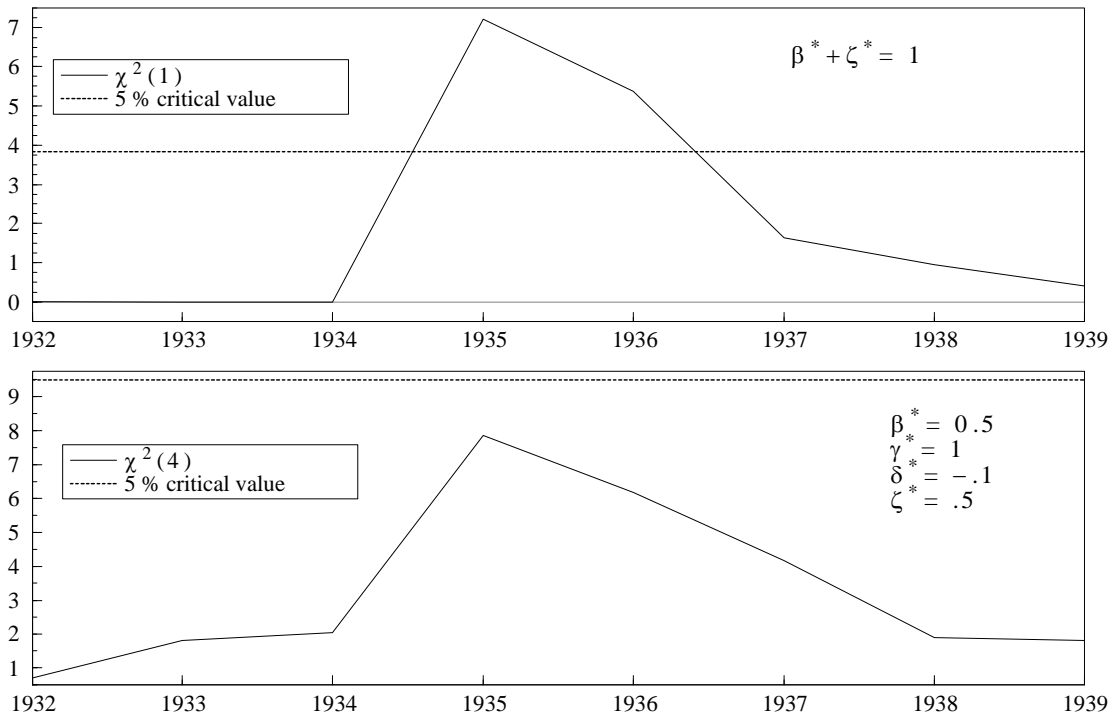 7
6
5
4
3
2
1
0
χ²(1)
5 % critical value
β* + ζ* = 1
1932 1933 1934 1935 1936 1937 1938 1939
9
8
7
6
5
4
3
2
1
χ²(4)
5 % critical value
β* = 0.5
γ* = 1
δ* = −.1
ζ* = .5
1932 1933 1934 1935 1936 1937 1938 1939